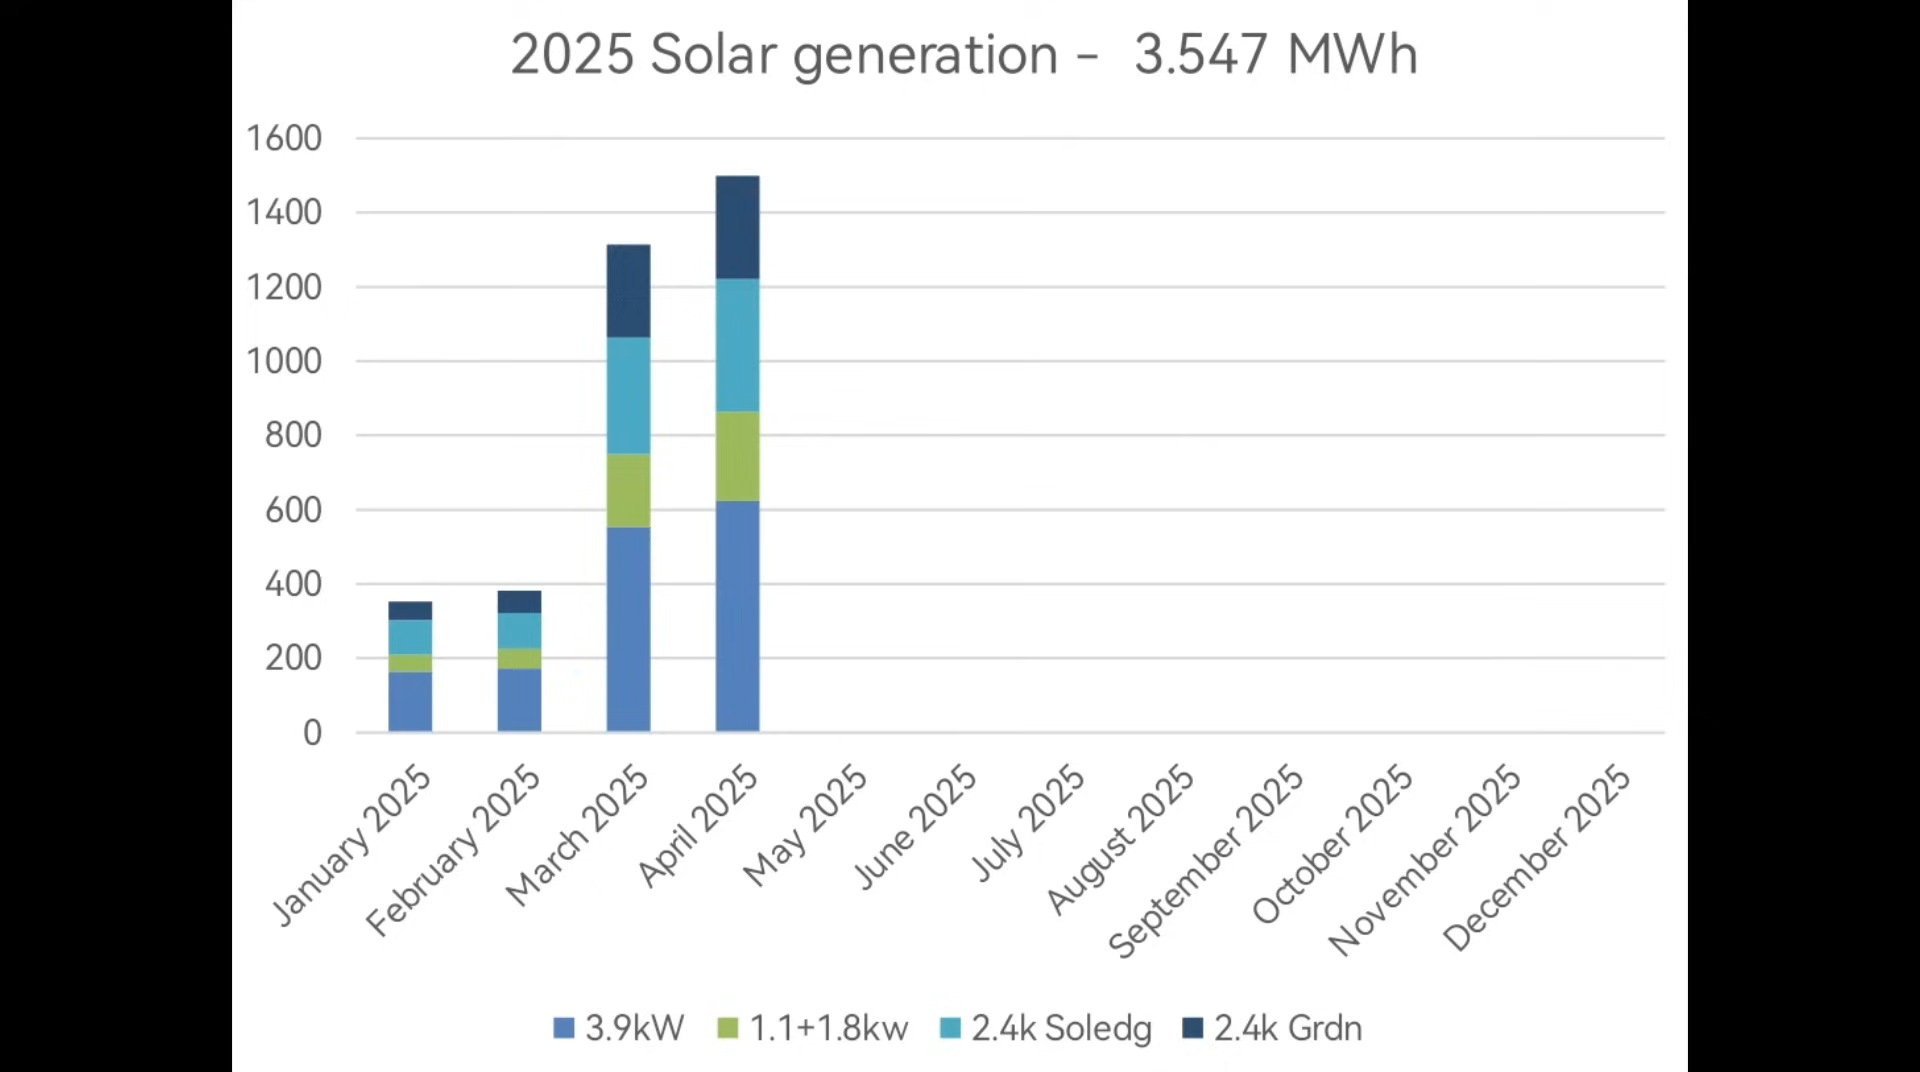 2025 Solar generation - 3.547 MWh
1600
1400
1200
1000
800
600
400
200
0
January 2025
February 2025
March 2025
April 2025
May 2025
June 2025
July 2025
August 2025
September 2025
October 2025
November 2025
December 2025
3.9kW 1.1+1.8kw 2.4k Soledg 2.4k Grdn